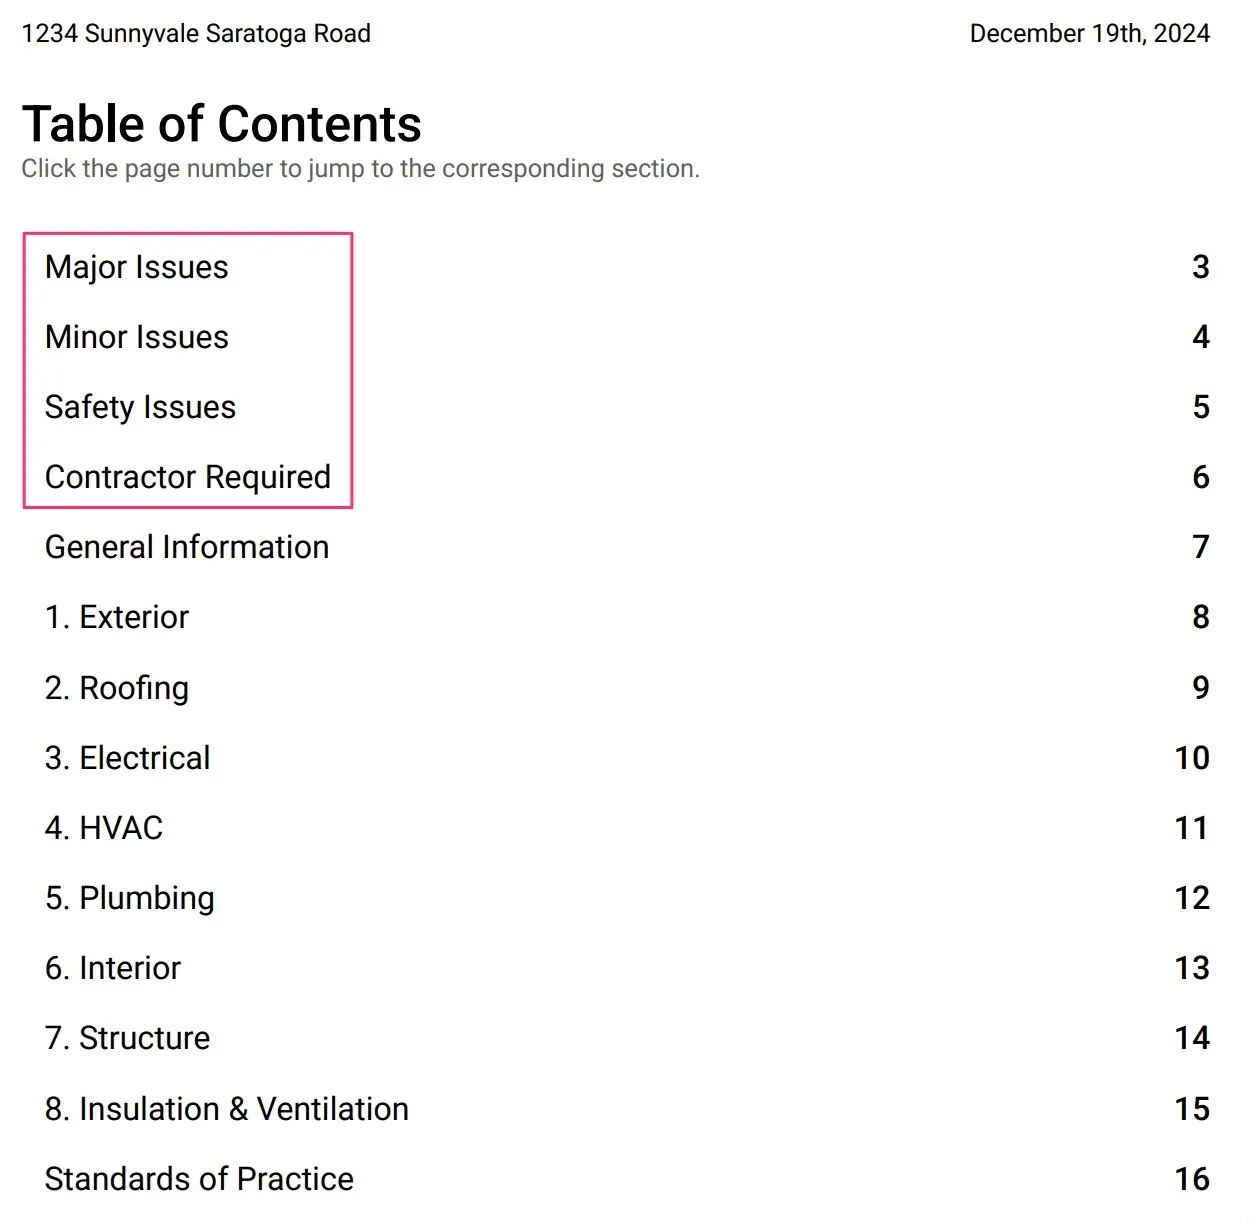 1234 Sunnyvale Saratoga Road December 19th, 2024
Table of Contents
Click the page number to jump to the corresponding section.
Major Issues 3
Minor Issues 4
Safety Issues 5
Contractor Required 6
General Information 7
1. Exterior 8
2. Roofing 9
3. Electrical 10
4. HVAC 11
5. Plumbing 12
6. Interior 13
7. Structure 14
8. Insulation & Ventilation 15
Standards of Practice 16